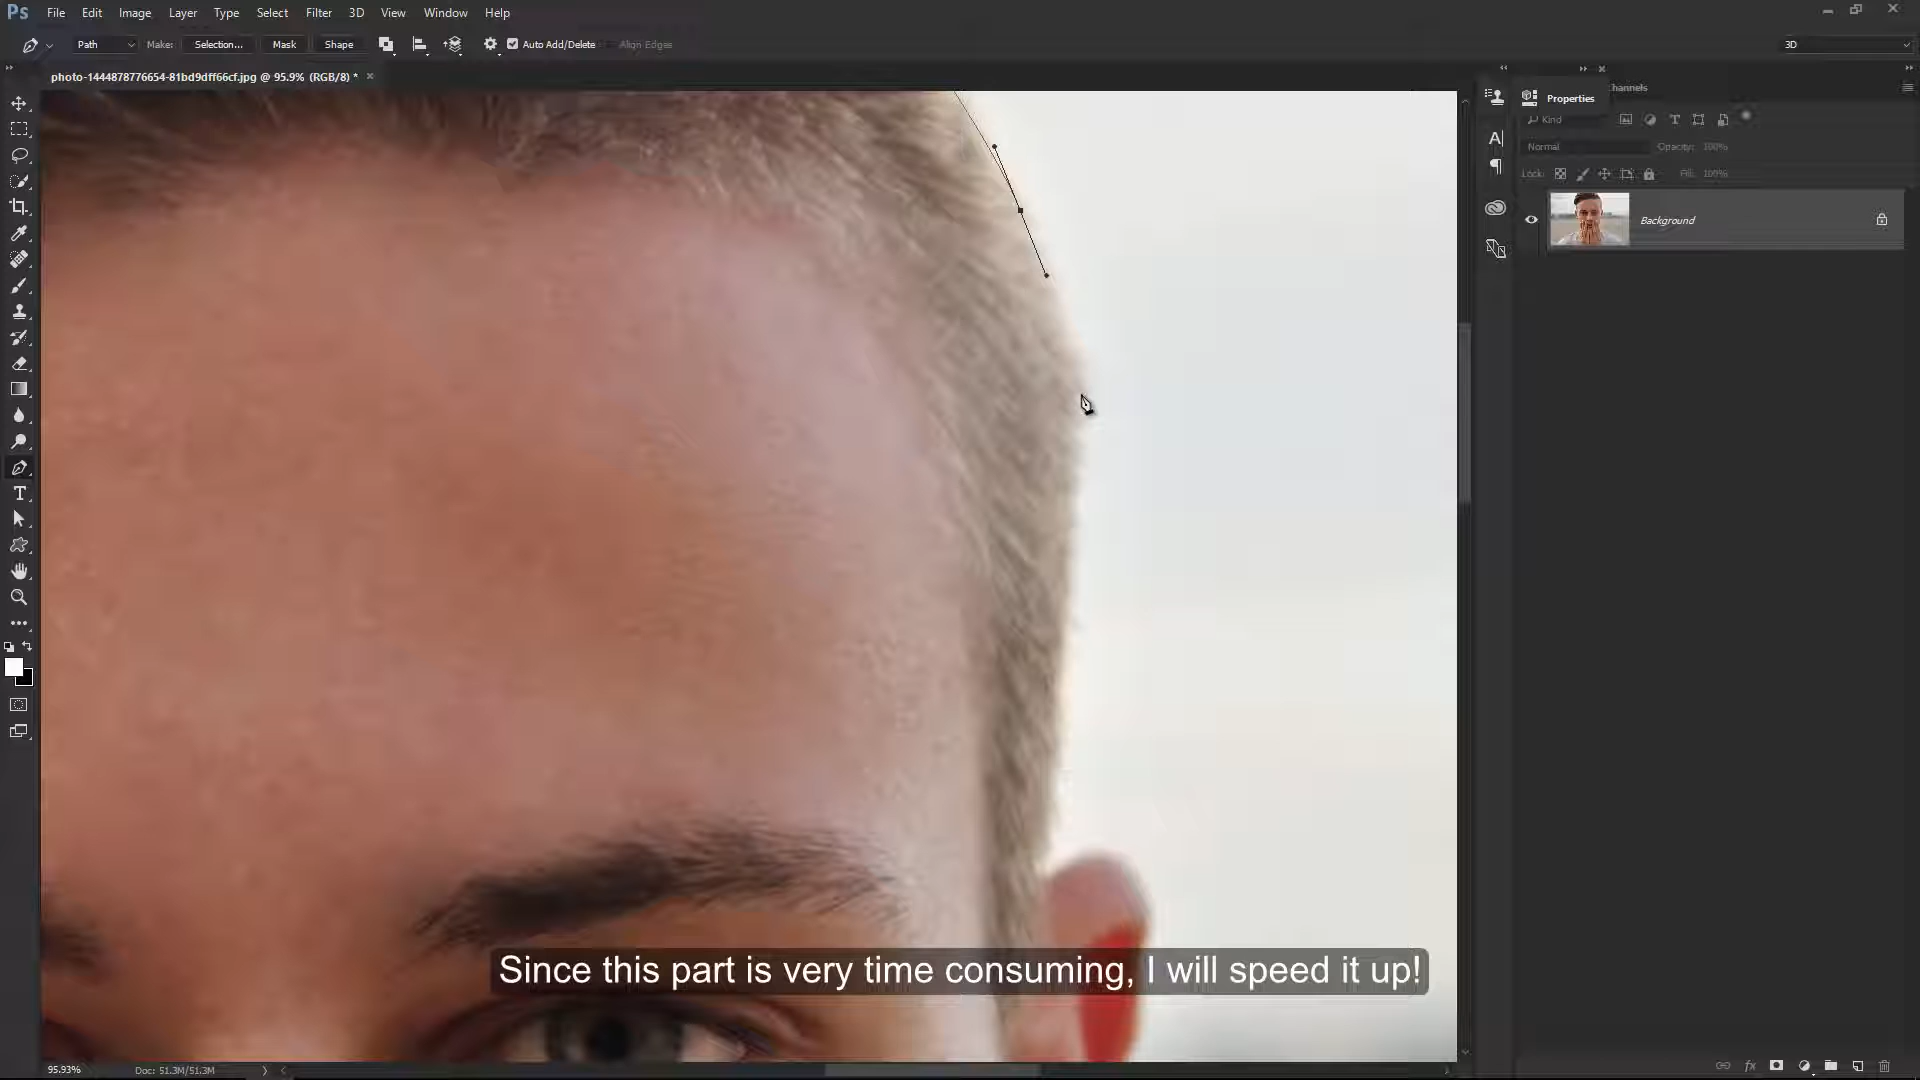 Ps File Edit Image Layer Type Select Filter 3D View Window Help
Path Make: Selection... Mask Shape Auto Add/Delete Align Edges 3D
photo-1444878776654-81bd9dff66cf.jpg @ 95.9% (RGB/8) *
Properties hannels
Kind
Normal Opacity: 100%
Lock: Fill: 100%
Background
Since this part is very time consuming, I will speed it up!
95.93% Doc: 51.3M/51.3M